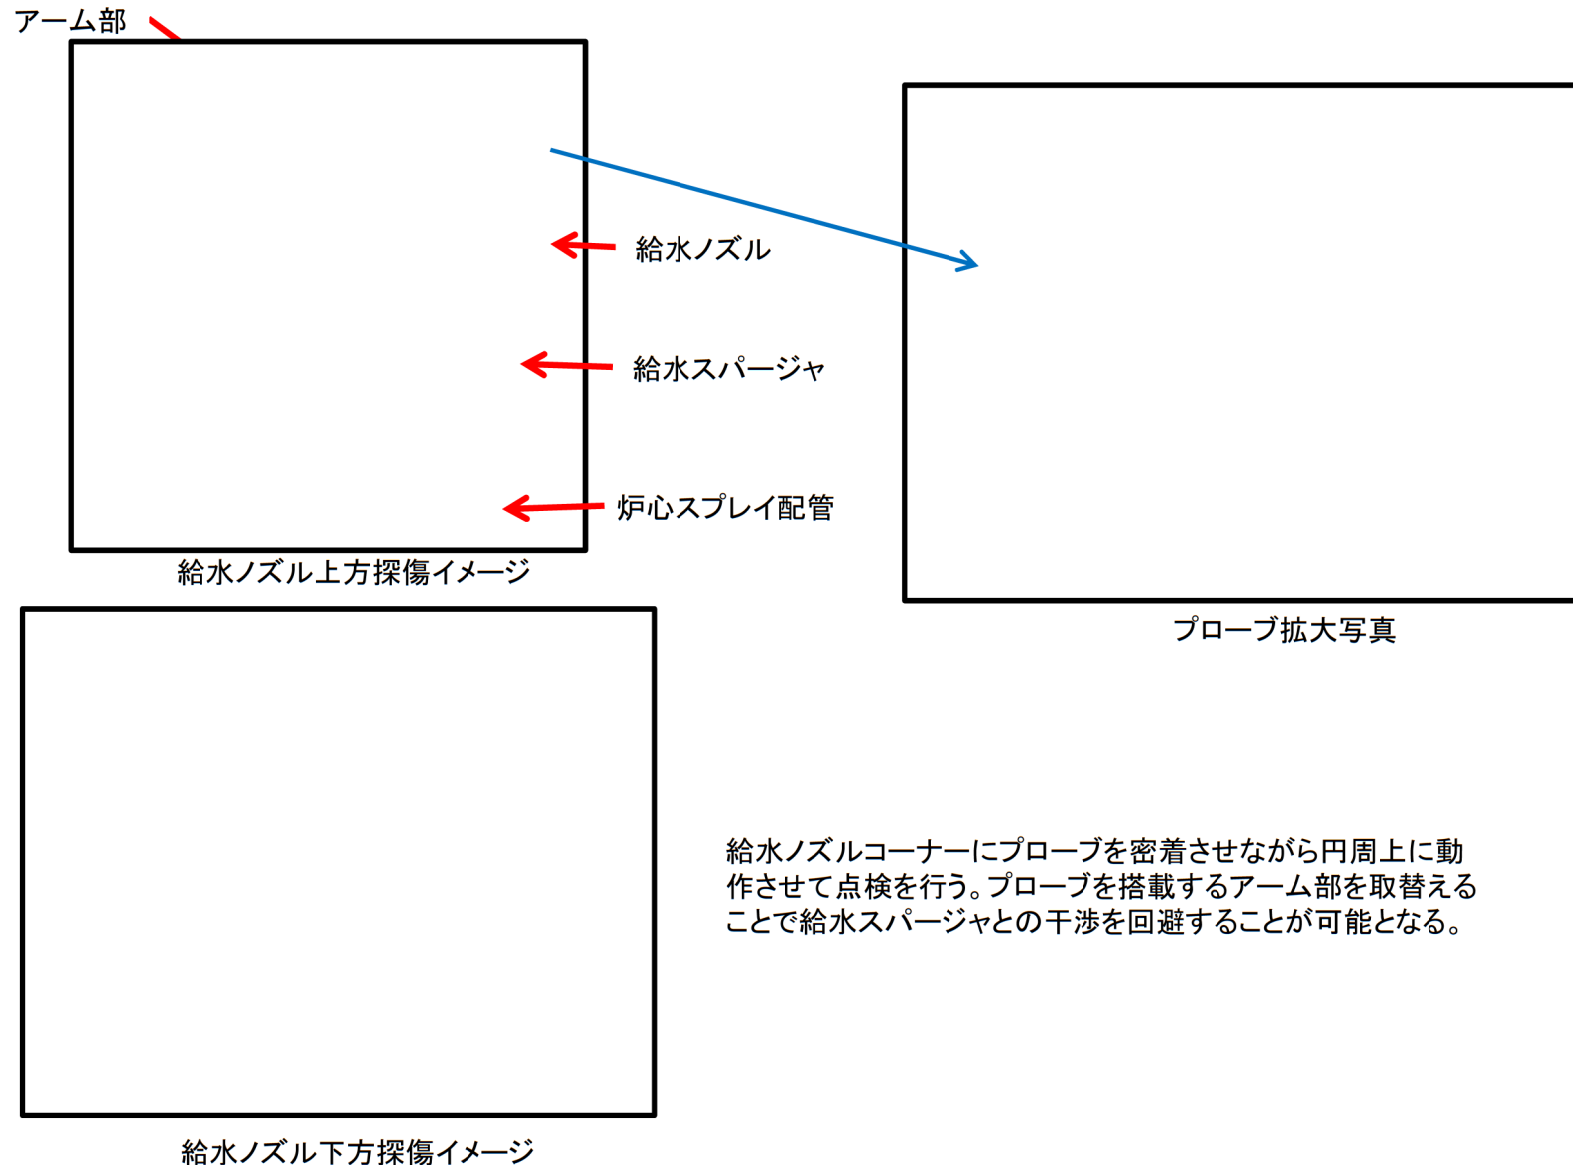 アーム部
給水ノズル
給水スパージャ
炉心スプレイ配管
給水ノズル上方探傷イメージ
プローブ拡大写真
給水ノズルコーナーにプローブを密着させながら円周上に動
作させて点検を行う。プローブを搭載するアーム部を取替える
ことで給水スパージャとの干渉を回避することが可能となる。
給水ノズル下方探傷イメージ